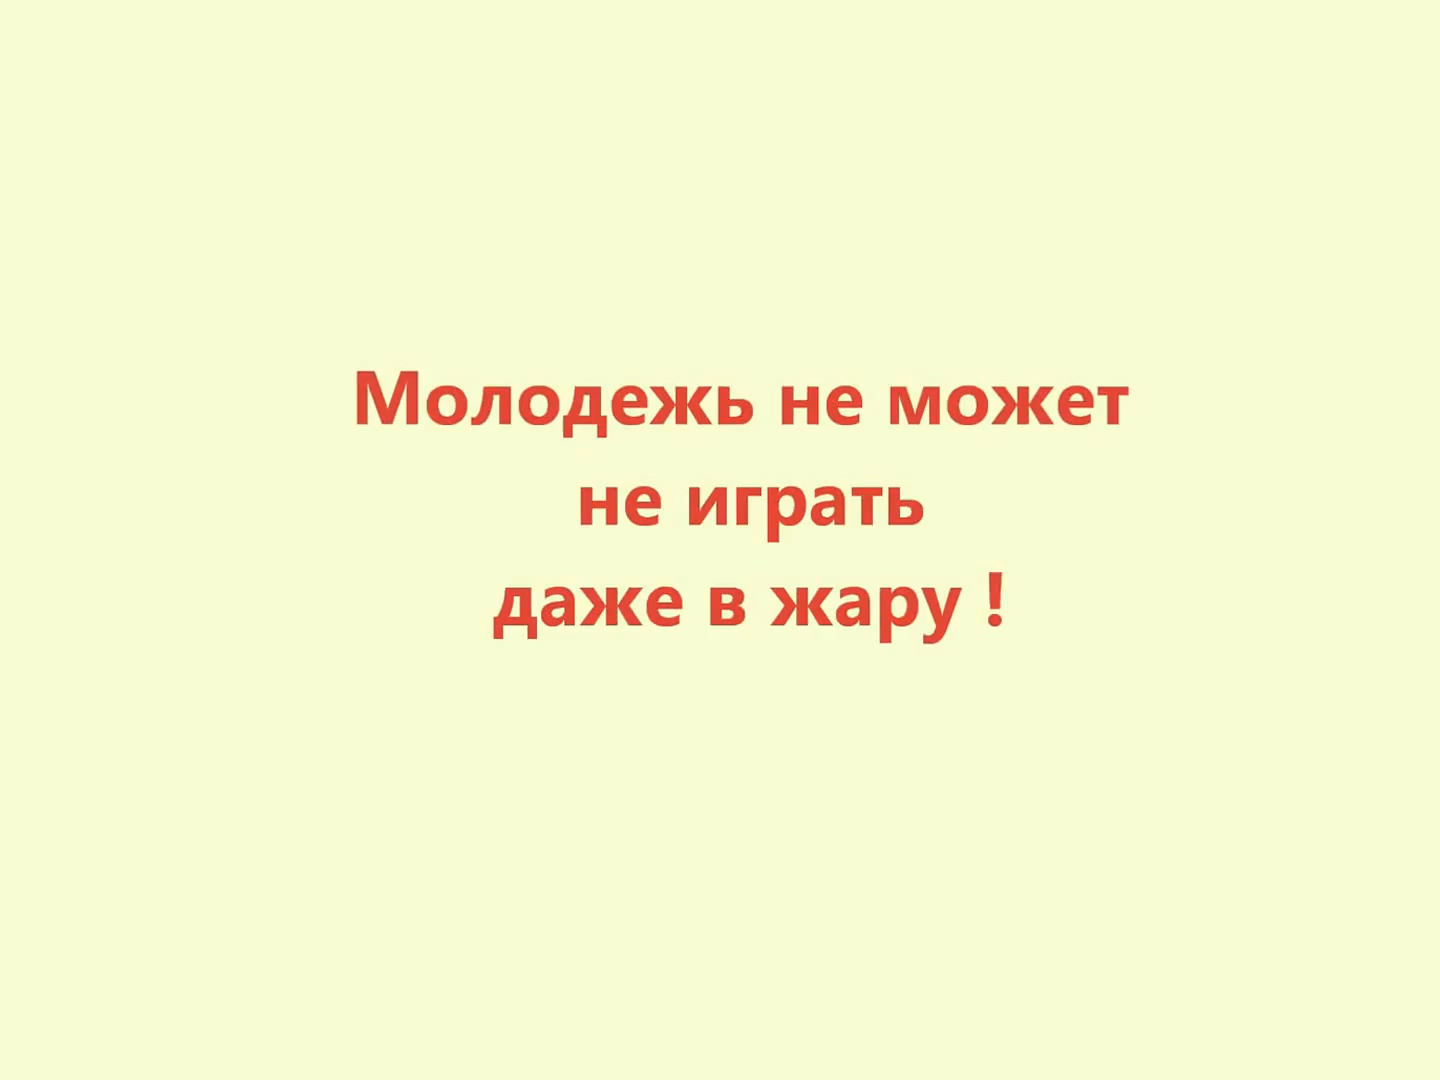 Молодежь не может
не играть
даже в жару !